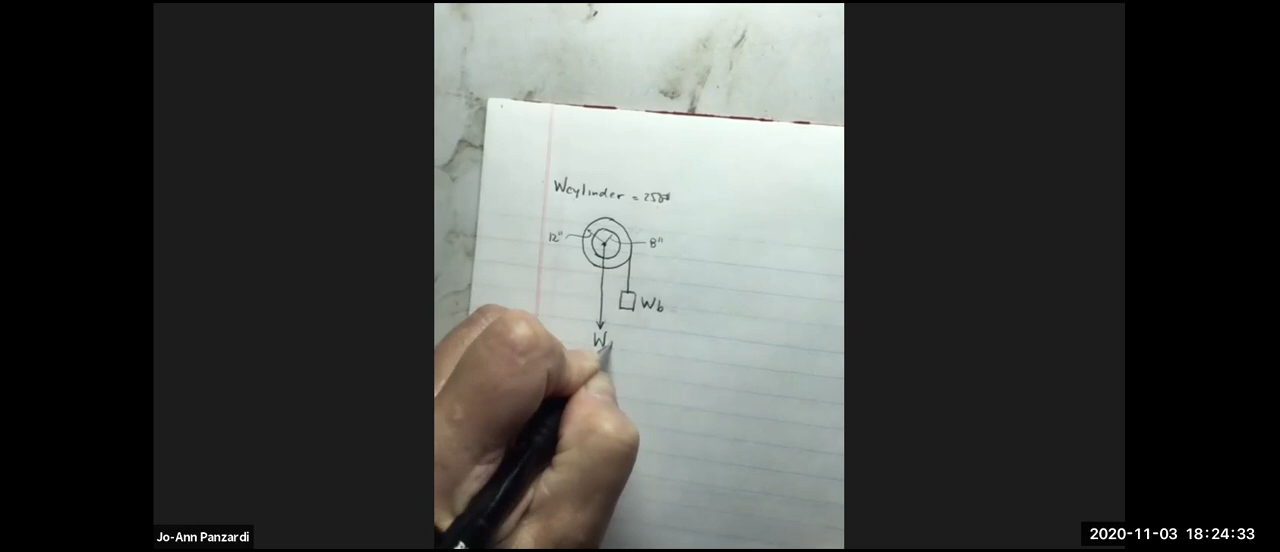 Wcylinder = 250#
12" 8"
Wb
W
Jo-Ann Panzardi
2020-11-03 18:24:33